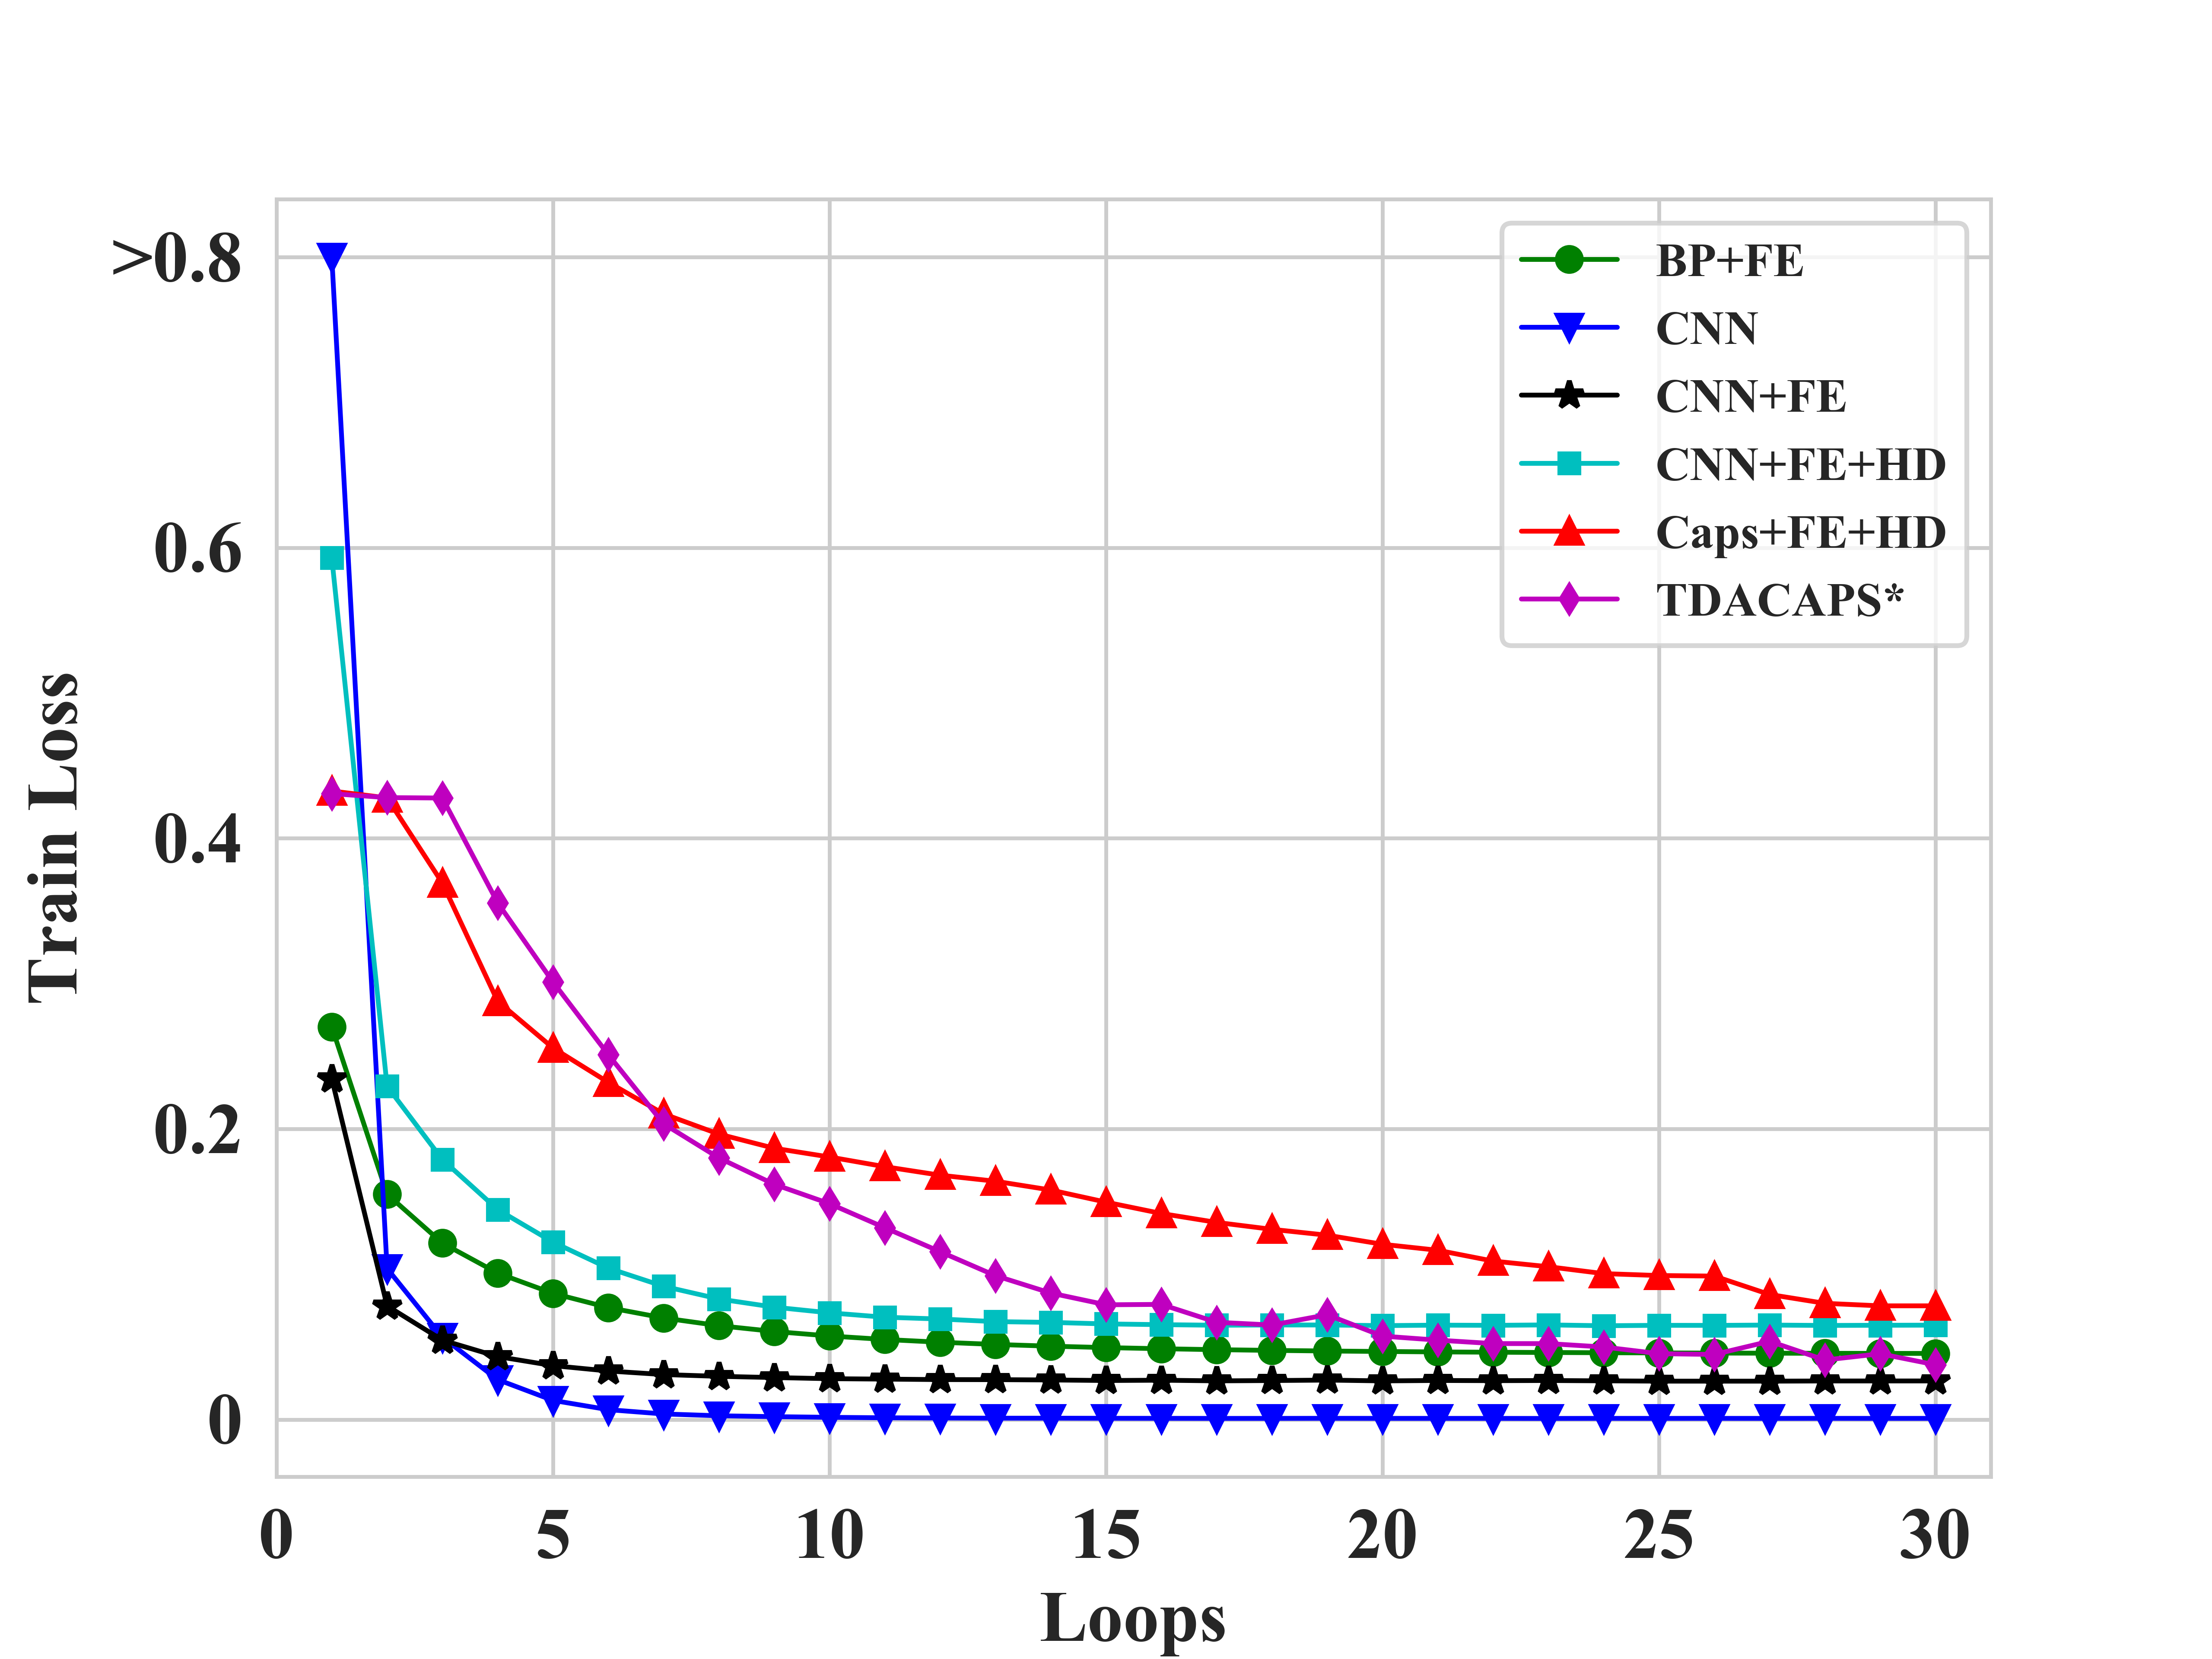 >0.8
0.6
0.4
0.2
0
Train Loss
0 5 10 15 20 25 30
Loops
BP+FE
CNN
CNN+FE
CNN+FE+HD
Caps+FE+HD
TDACAPS*